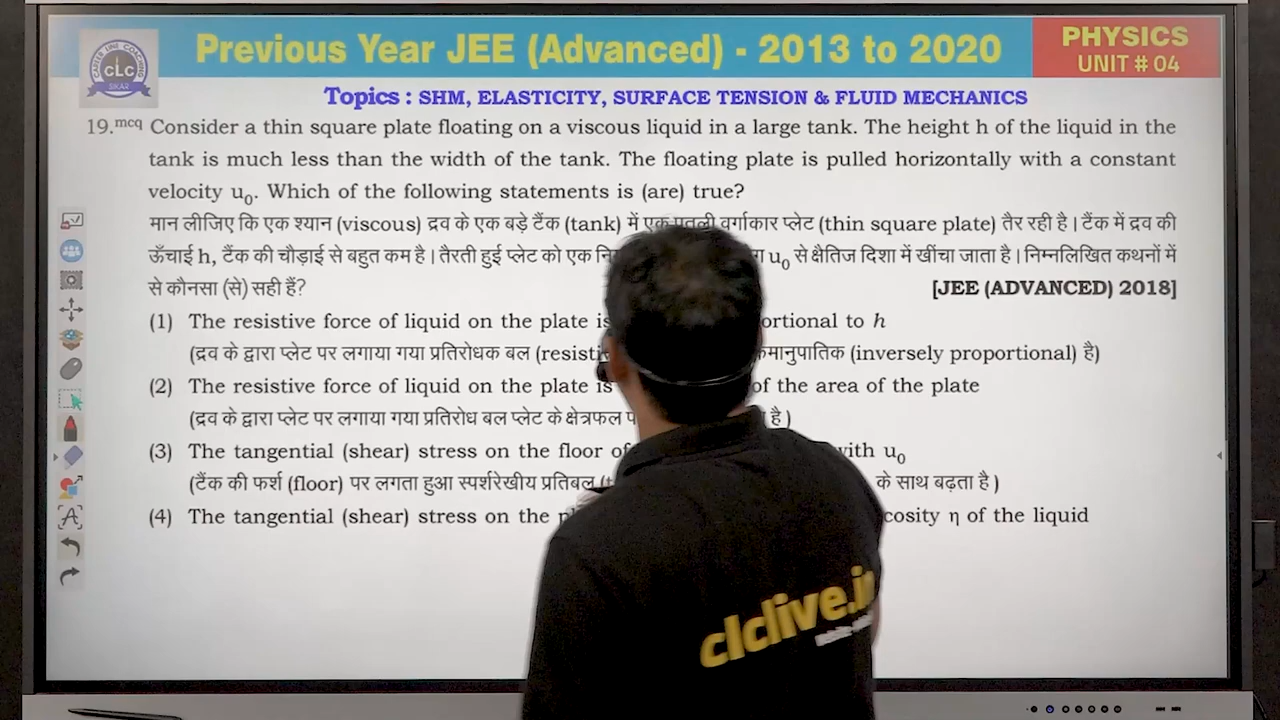 CLC
SIKAR
Previous Year JEE (Advanced) - 2013 to 2020
PHYSICS
UNIT # 04
Topics : SHM, ELASTICITY, SURFACE TENSION & FLUID MECHANICS
19.mcq Consider a thin square plate floating on a viscous liquid in a large tank. The height h of the liquid in the
tank is much less than the width of the tank. The floating plate is pulled horizontally with a constant
velocity u₀. Which of the following statements is (are) true?
मान लीजिए कि एक श्यान (viscous) द्रव के एक बड़े टैंक (tank) में एक पतली वर्गाकार प्लेट (thin square plate) तैर रही है। टैंक में द्रव की
ऊँचाई h, टैंक की चौड़ाई से बहुत कम है। तैरती हुई प्लेट को एक u₀ से क्षैतिज दिशा में खींचा जाता है। निम्नलिखित कथनों में
से कौनसा (से) सही हैं?
[JEE (ADVANCED) 2018]
(1) The resistive force of liquid on the plate is to h
(द्रव के द्वारा प्लेट पर लगाया गया प्रतिरोधक बल (inversely proportional) है)
(2) The resistive force of liquid on the plate is of the area of the plate
(द्रव के द्वारा प्लेट पर लगाया गया प्रतिरोध बल प्लेट के क्षेत्रफल है)
(3) The tangential (shear) stress on the floor of with u₀
(टैंक की फर्श (floor) पर लगता हुआ स्पर्शरेखीय प्रतिबल के साथ बढ़ता है)
(4) The tangential (shear) stress on the η of the liquid
clclive.in